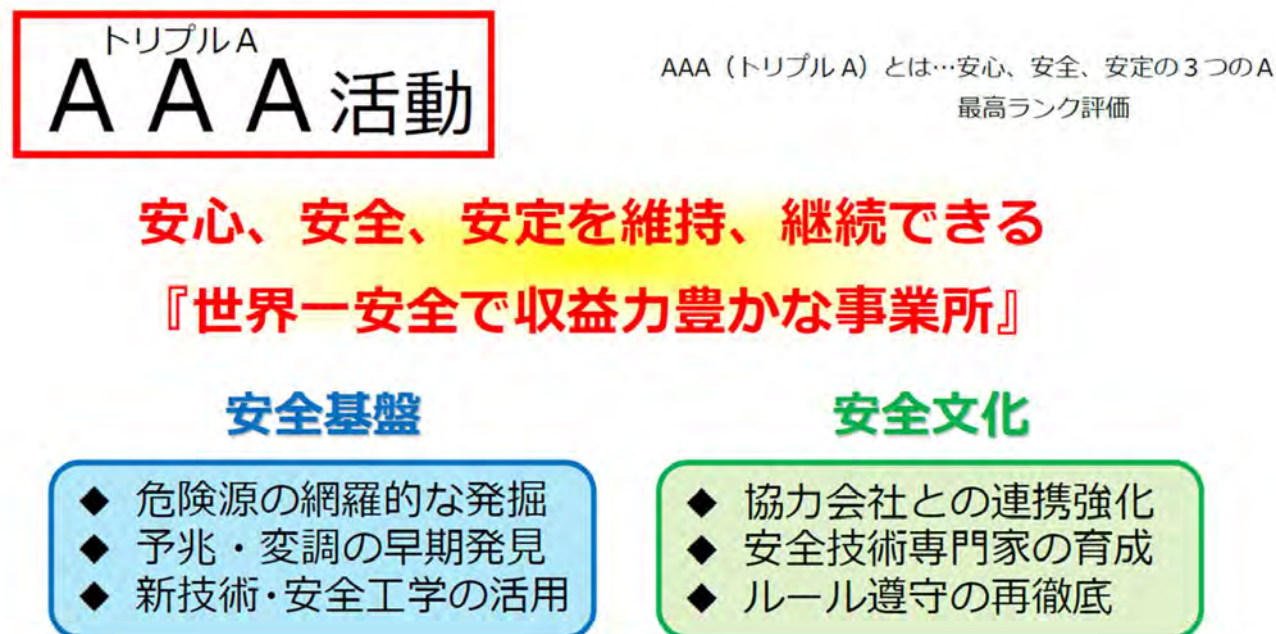 トリプルA
AAA活動
AAA（トリプルA）とは…安心、安全、安定の３つのA
最高ランク評価
安心、安全、安定を維持、継続できる
『世界一安全で収益力豊かな事業所』
安全基盤
◆ 危険源の網羅的な発掘
◆ 予兆・変調の早期発見
◆ 新技術・安全工学の活用
安全文化
◆ 協力会社との連携強化
◆ 安全技術専門家の育成
◆ ルール遵守の再徹底